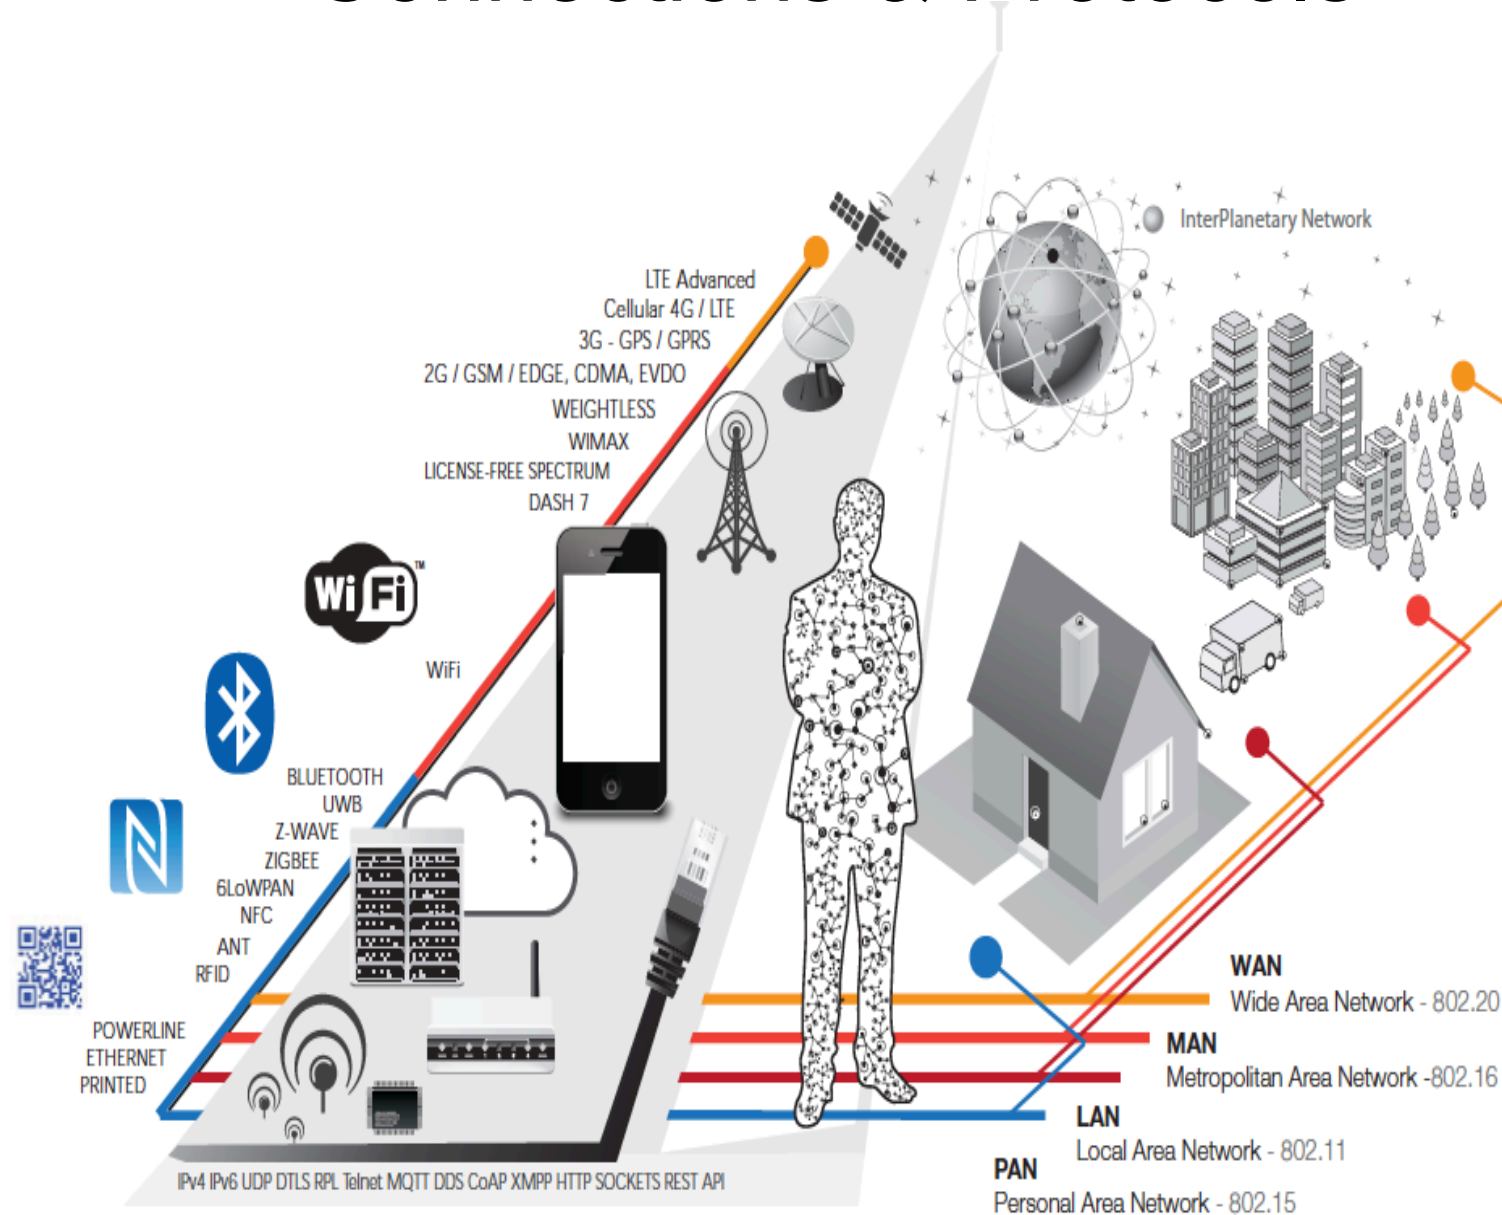 Connections & Protocols
InterPlanetary Network
LTE Advanced
Cellular 4G / LTE
3G - GPS / GPRS
2G / GSM / EDGE, CDMA, EVDO
WEIGHTLESS
WIMAX
LICENSE-FREE SPECTRUM
DASH 7
Wi Fi™
WiFi
BLUETOOTH
UWB
Z-WAVE
ZIGBEE
6LoWPAN
NFC
ANT
RFID
POWERLINE
ETHERNET
PRINTED
WAN
Wide Area Network - 802.20
MAN
Metropolitan Area Network -802.16
LAN
Local Area Network - 802.11
PAN
Personal Area Network - 802.15
IPv4 IPv6 UDP DTLS RPL Telnet MQTT DDS CoAP XMPP HTTP SOCKETS REST API